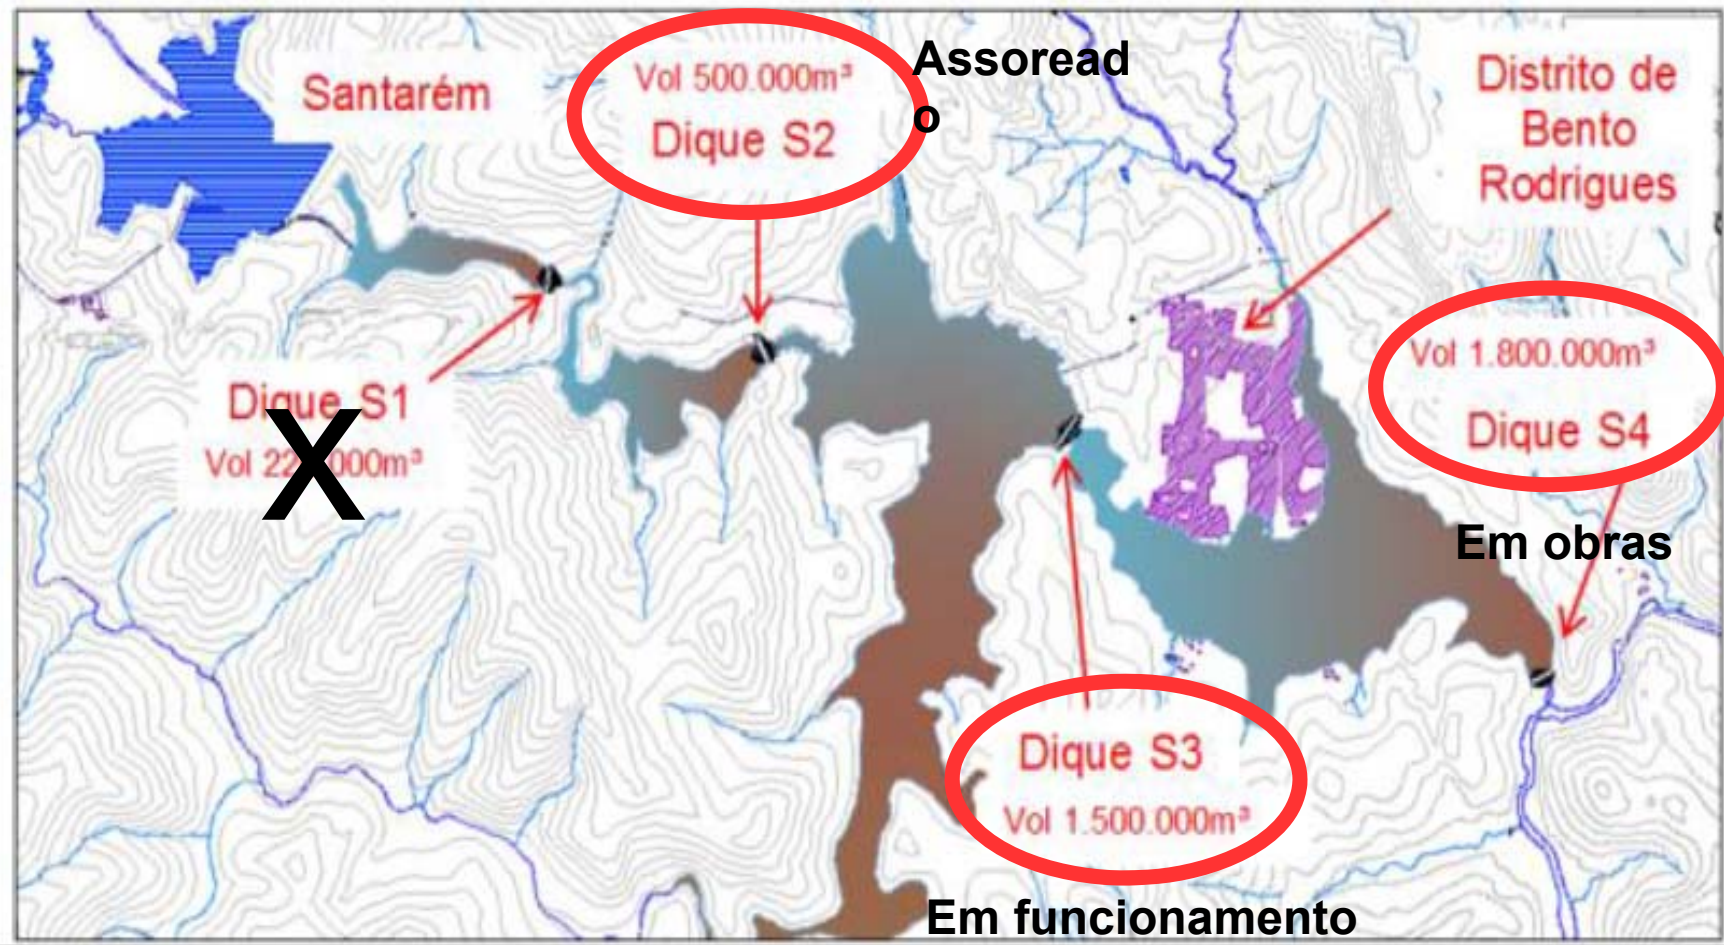 Santarém
Vol 500.000m³
Dique S2
Assoread
o
Distrito de
Bento
Rodrigues
Dique S1
X
Vol 1.800.000m³
Dique S4
Em obras
Dique S3
Vol 1.500.000m³
Em funcionamento